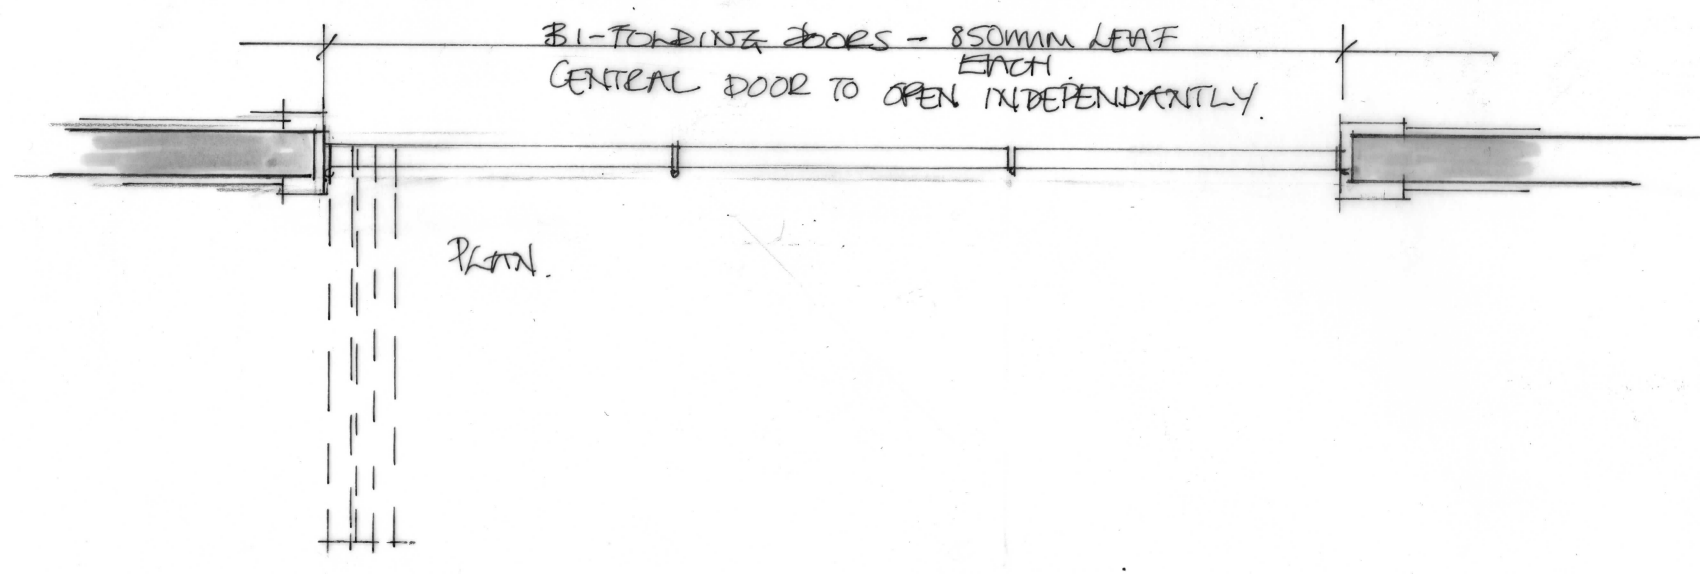 BI-FOLDING DOORS - 850mm LEAF
EACH.
CENTRAL DOOR TO OPEN INDEPENDANTLY.
PLAN.